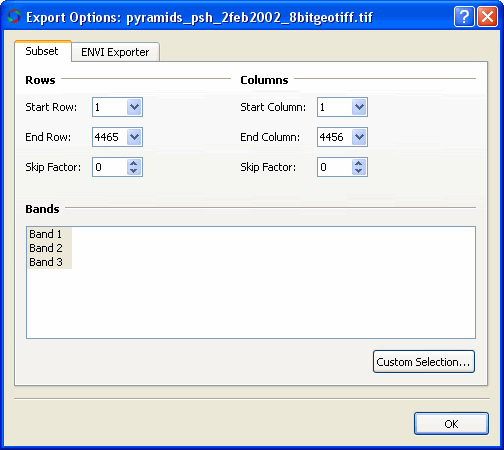 Export Options: pyramids_psh_2feb2002_8bitgeotiff.tif
Subset ENVI Exporter
Rows Columns
Start Row: 1 Start Column: 1
End Row: 4465 End Column: 4456
Skip Factor: 0 Skip Factor: 0
Bands
Band 1
Band 2
Band 3
Custom Selection...
OK